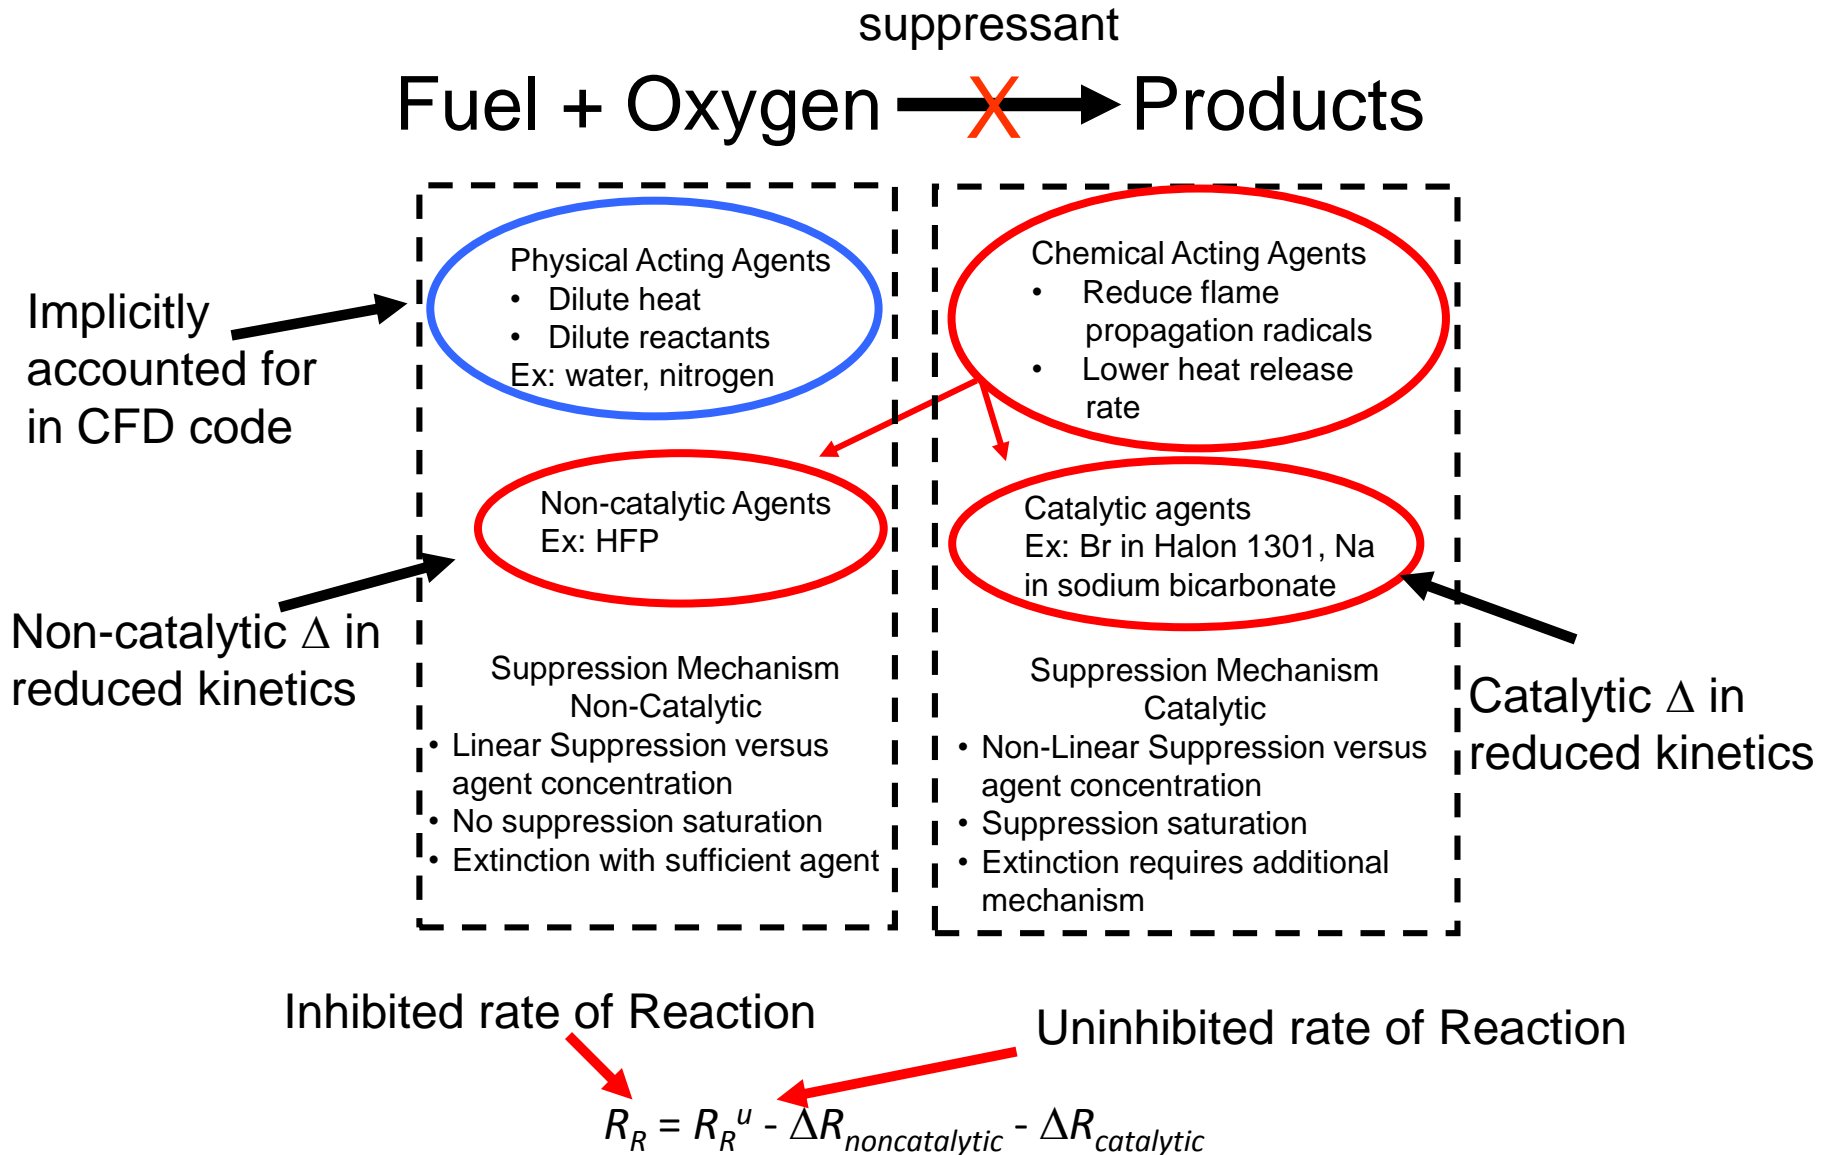 suppressant
Fuel + Oxygen X Products
Implicitly
accounted for
in CFD code
Physical Acting Agents
• Dilute heat
• Dilute reactants
Ex: water, nitrogen
Chemical Acting Agents
• Reduce flame
propagation radicals
• Lower heat release
rate
Non-catalytic Agents
Ex: HFP
Catalytic agents
Ex: Br in Halon 1301, Na
in sodium bicarbonate
Non-catalytic Δ in
reduced kinetics
Catalytic Δ in
reduced kinetics
Suppression Mechanism
Non-Catalytic
• Linear Suppression versus
agent concentration
• No suppression saturation
• Extinction with sufficient agent
Suppression Mechanism
Catalytic
• Non-Linear Suppression versus
agent concentration
• Suppression saturation
• Extinction requires additional
mechanism
Inhibited rate of Reaction
Uninhibited rate of Reaction
R_R = R_R^u - ΔR_noncatalytic - ΔR_catalytic